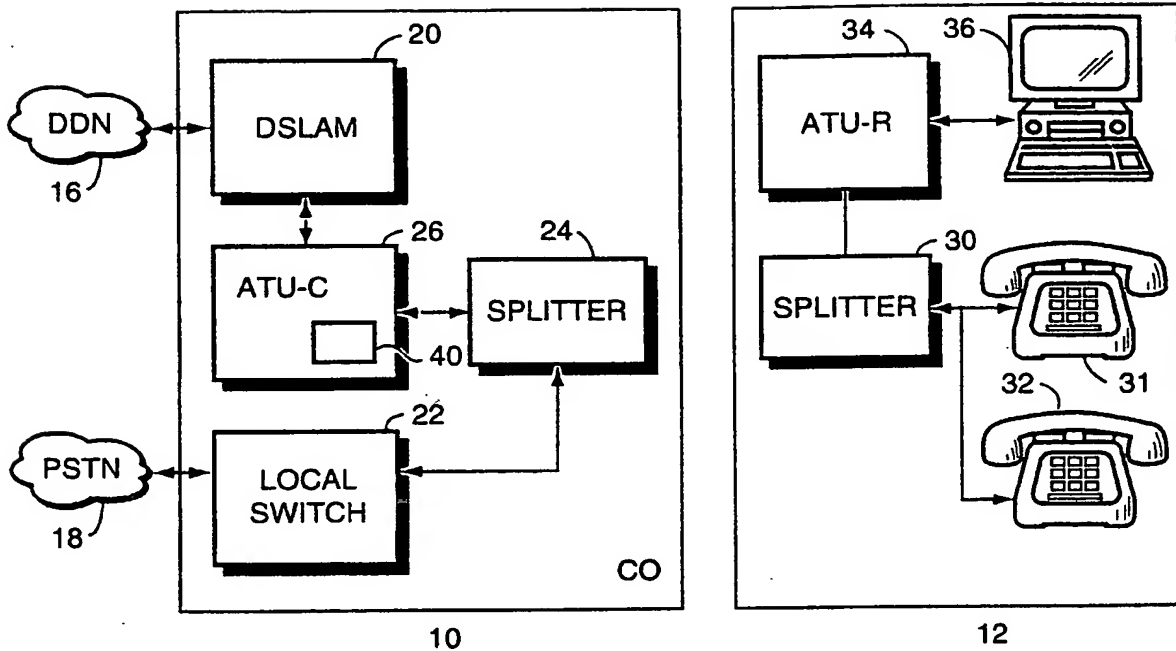 20
DDN
16
DSLAM
26
ATU-C
40
24
SPLITTER
22
PSTN
18
LOCAL
SWITCH
CO
10
34
ATU-R
36
30
SPLITTER
31
32
12